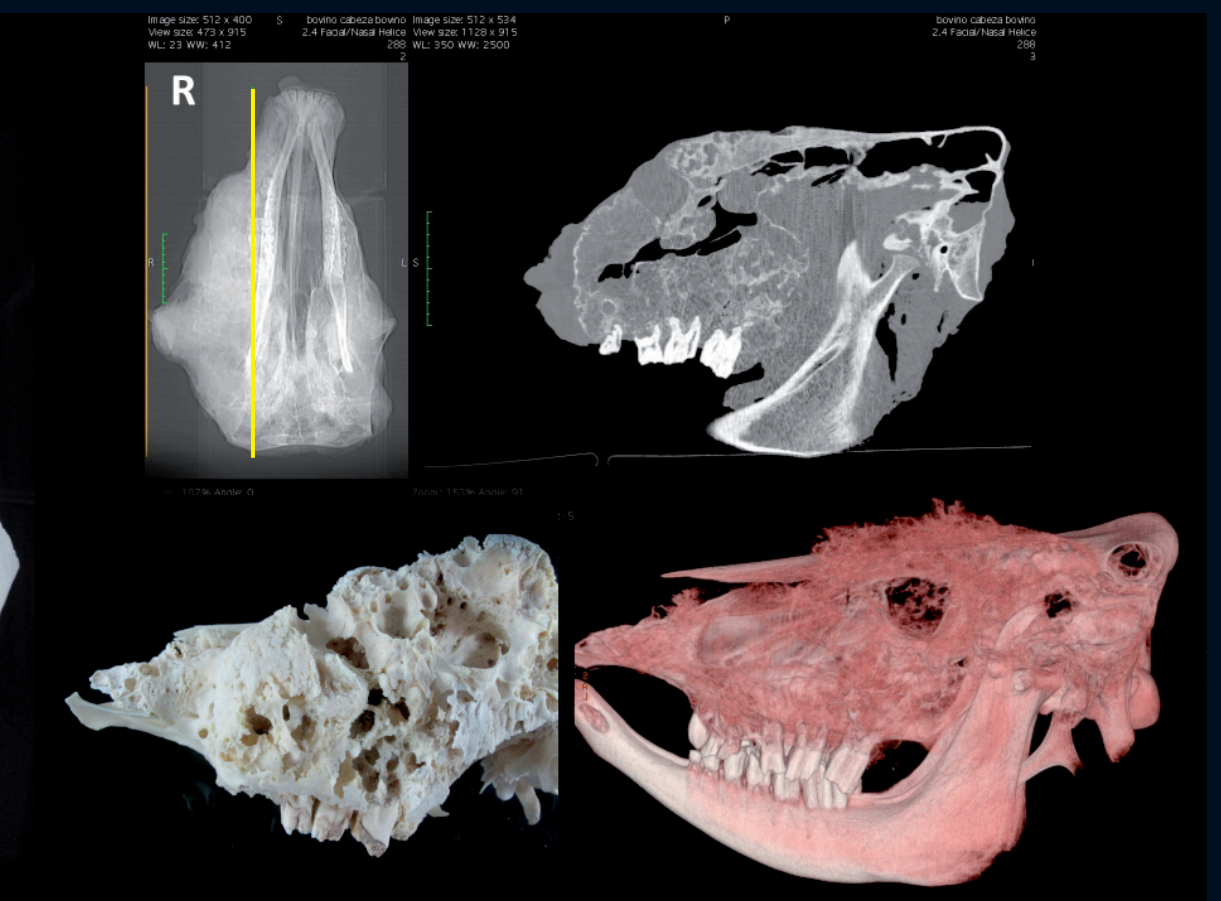 Image size: 512 x 400
View size: 473 x 915
WL: 23 WW: 412
S
bovino cabeza bovino
2.4 Facial/Nasal Helice
288
2
Image size: 512 x 534
View size: 1128 x 915
WL: 350 WW: 2500
P
bovino cabeza bovino
2.4 Facial/Nasal Helice
288
3
R
R
L
S
I
107% Angle: 0
Zoom: 153% Angle: 91
S